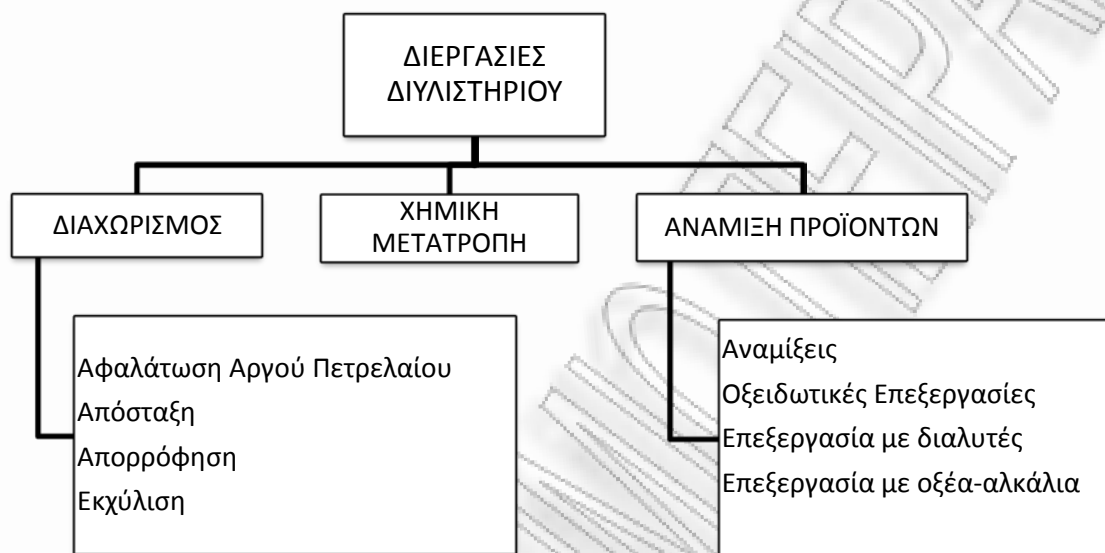 ΔΙΕΡΓΑΣΙΕΣ
ΔΙΥΛΙΣΤΗΡΙΟΥ
ΔΙΑΧΩΡΙΣΜΟΣ
ΧΗΜΙΚΗ
ΜΕΤΑΤΡΟΠΗ
ΑΝΑΜΙΞΗ ΠΡΟΪΟΝΤΩΝ
Αφαλάτωση Αργού Πετρελαίου
Απόσταξη
Απορρόφηση
Εκχύλιση
Αναμίξεις
Οξειδωτικές Επεξεργασίες
Επεξεργασία με διαλυτές
Επεξεργασία με οξέα-αλκάλια